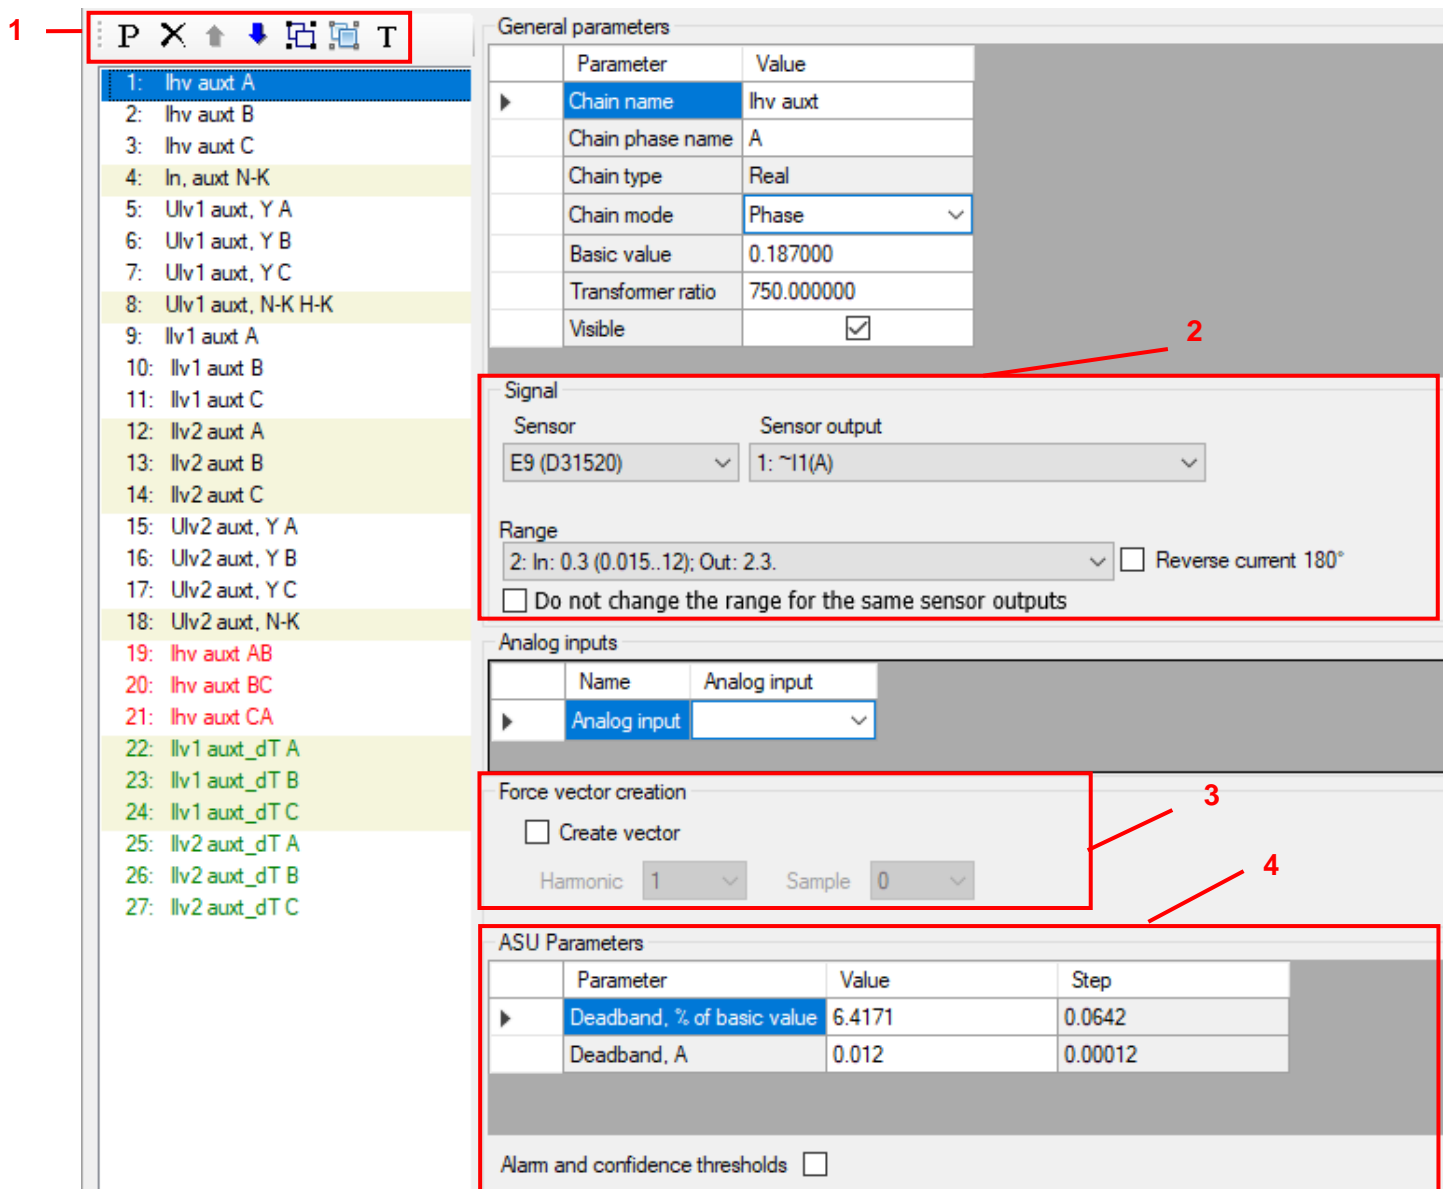 1
P T
1: Ihv auxt A
2: Ihv auxt B
3: Ihv auxt C
4: In, auxt N-K
5: Ulv1 auxt, Y A
6: Ulv1 auxt, Y B
7: Ulv1 auxt, Y C
8: Ulv1 auxt, N-K H-K
9: Ilv1 auxt A
10: Ilv1 auxt B
11: Ilv1 auxt C
12: Ilv2 auxt A
13: Ilv2 auxt B
14: Ilv2 auxt C
15: Ulv2 auxt, Y A
16: Ulv2 auxt, Y B
17: Ulv2 auxt, Y C
18: Ulv2 auxt, N-K
19: Ihv auxt AB
20: Ihv auxt BC
21: Ihv auxt CA
22: Ilv1 auxt_dT A
23: Ilv1 auxt_dT B
24: Ilv1 auxt_dT C
25: Ilv2 auxt_dT A
26: Ilv2 auxt_dT B
27: Ilv2 auxt_dT C
General parameters
Parameter Value
Chain name Ihv auxt
Chain phase name A
Chain type Real
Chain mode Phase
Basic value 0.187000
Transformer ratio 750.000000
Visible
2
Signal
Sensor Sensor output
E9 (D31520) 1: ~I1(A)
Range
2: In: 0.3 (0.015..12); Out: 2.3.
Reverse current 180°
Do not change the range for the same sensor outputs
Analog inputs
Name Analog input
Analog input
3
Force vector creation
Create vector
Harmonic 1 Sample 0
4
ASU Parameters
Parameter Value Step
Deadband, % of basic value 6.4171 0.0642
Deadband, A 0.012 0.00012
Alarm and confidence thresholds